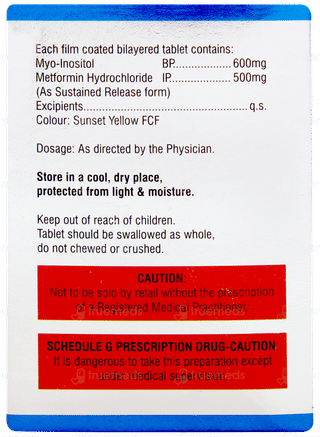 Each film coated bilayered tablet contains:
Myo-Inositol BP.................600mg
Metformin Hydrochloride IP..................500mg
(As Sustained Release form)
Excipients................................................q.s.
Colour: Sunset Yellow FCF
Dosage: As directed by the Physician.
Store in a cool, dry place,
protected from light & moisture.
Keep out of reach of children.
Tablet should be swallowed as whole,
do not chewed or crushed.
CAUTION
Not to be sold by retail without the prescription
of a Registered Medical Practitioner
SCHEDULE G PRESCRIPTION DRUG-CAUTION:
It is dangerous to take this preparation except
under medical supervision.